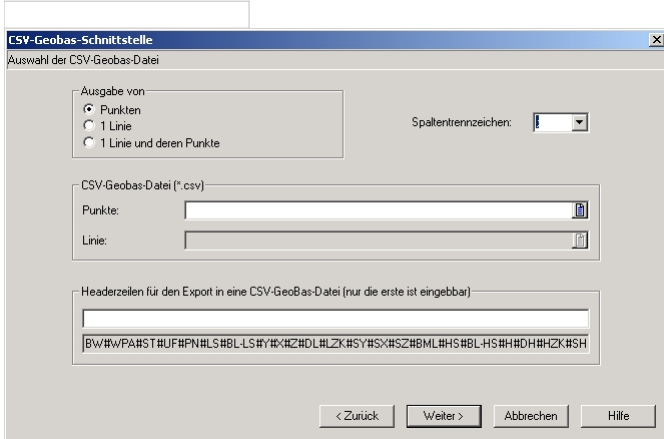 CSV-Geobas-Schnittstelle
Auswahl der CSV-Geobas-Datei
Ausgabe von
Punkten
1 Linie
1 Linie und deren Punkte
Spaltentrennzeichen:
CSV-Geobas-Datei (*.csv)
Punkte:
Linie:
Headerzeilen für den Export in eine CSV-GeoBas-Datei (nur die erste ist eingebbar)
BW#WPA#ST#UF#PN#LS#BL-LS#Y#X#Z#DL#LZK#SY#SX#SZ#BML#HS#BL-HS#H#DH#HZK#SH
< Zurück
Weiter >
Abbrechen
Hilfe